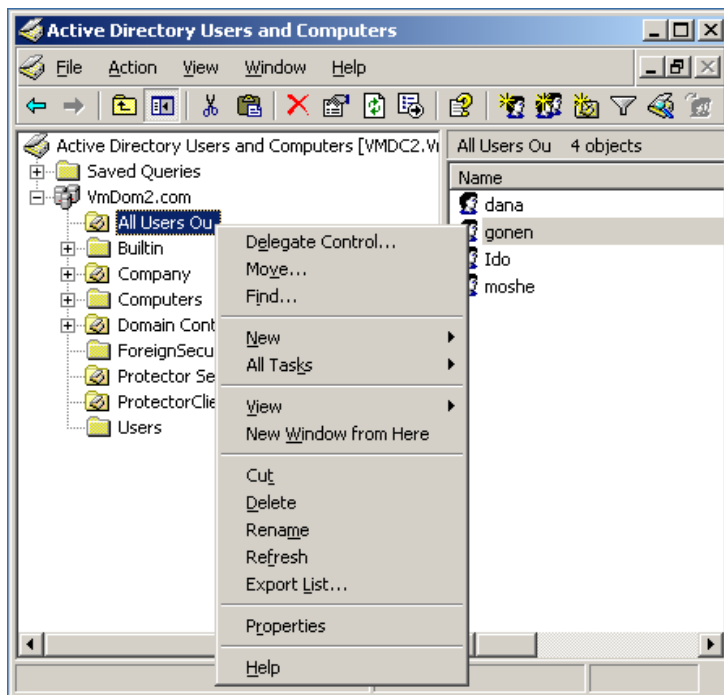 Active Directory Users and Computers
File Action View Window Help
Active Directory Users and Computers [VMDC2.Vi
All Users Ou 4 objects
Saved Queries
Name
VmDom2.com
dana
All Users Ou
gonen
Builtin
Ido
Company
moshe
Computers
Domain Cont
ForeignSecu
Protector Se
ProtectorClie
Users
Delegate Control...
Move...
Find...
New
All Tasks
View
New Window from Here
Cut
Delete
Rename
Refresh
Export List...
Properties
Help